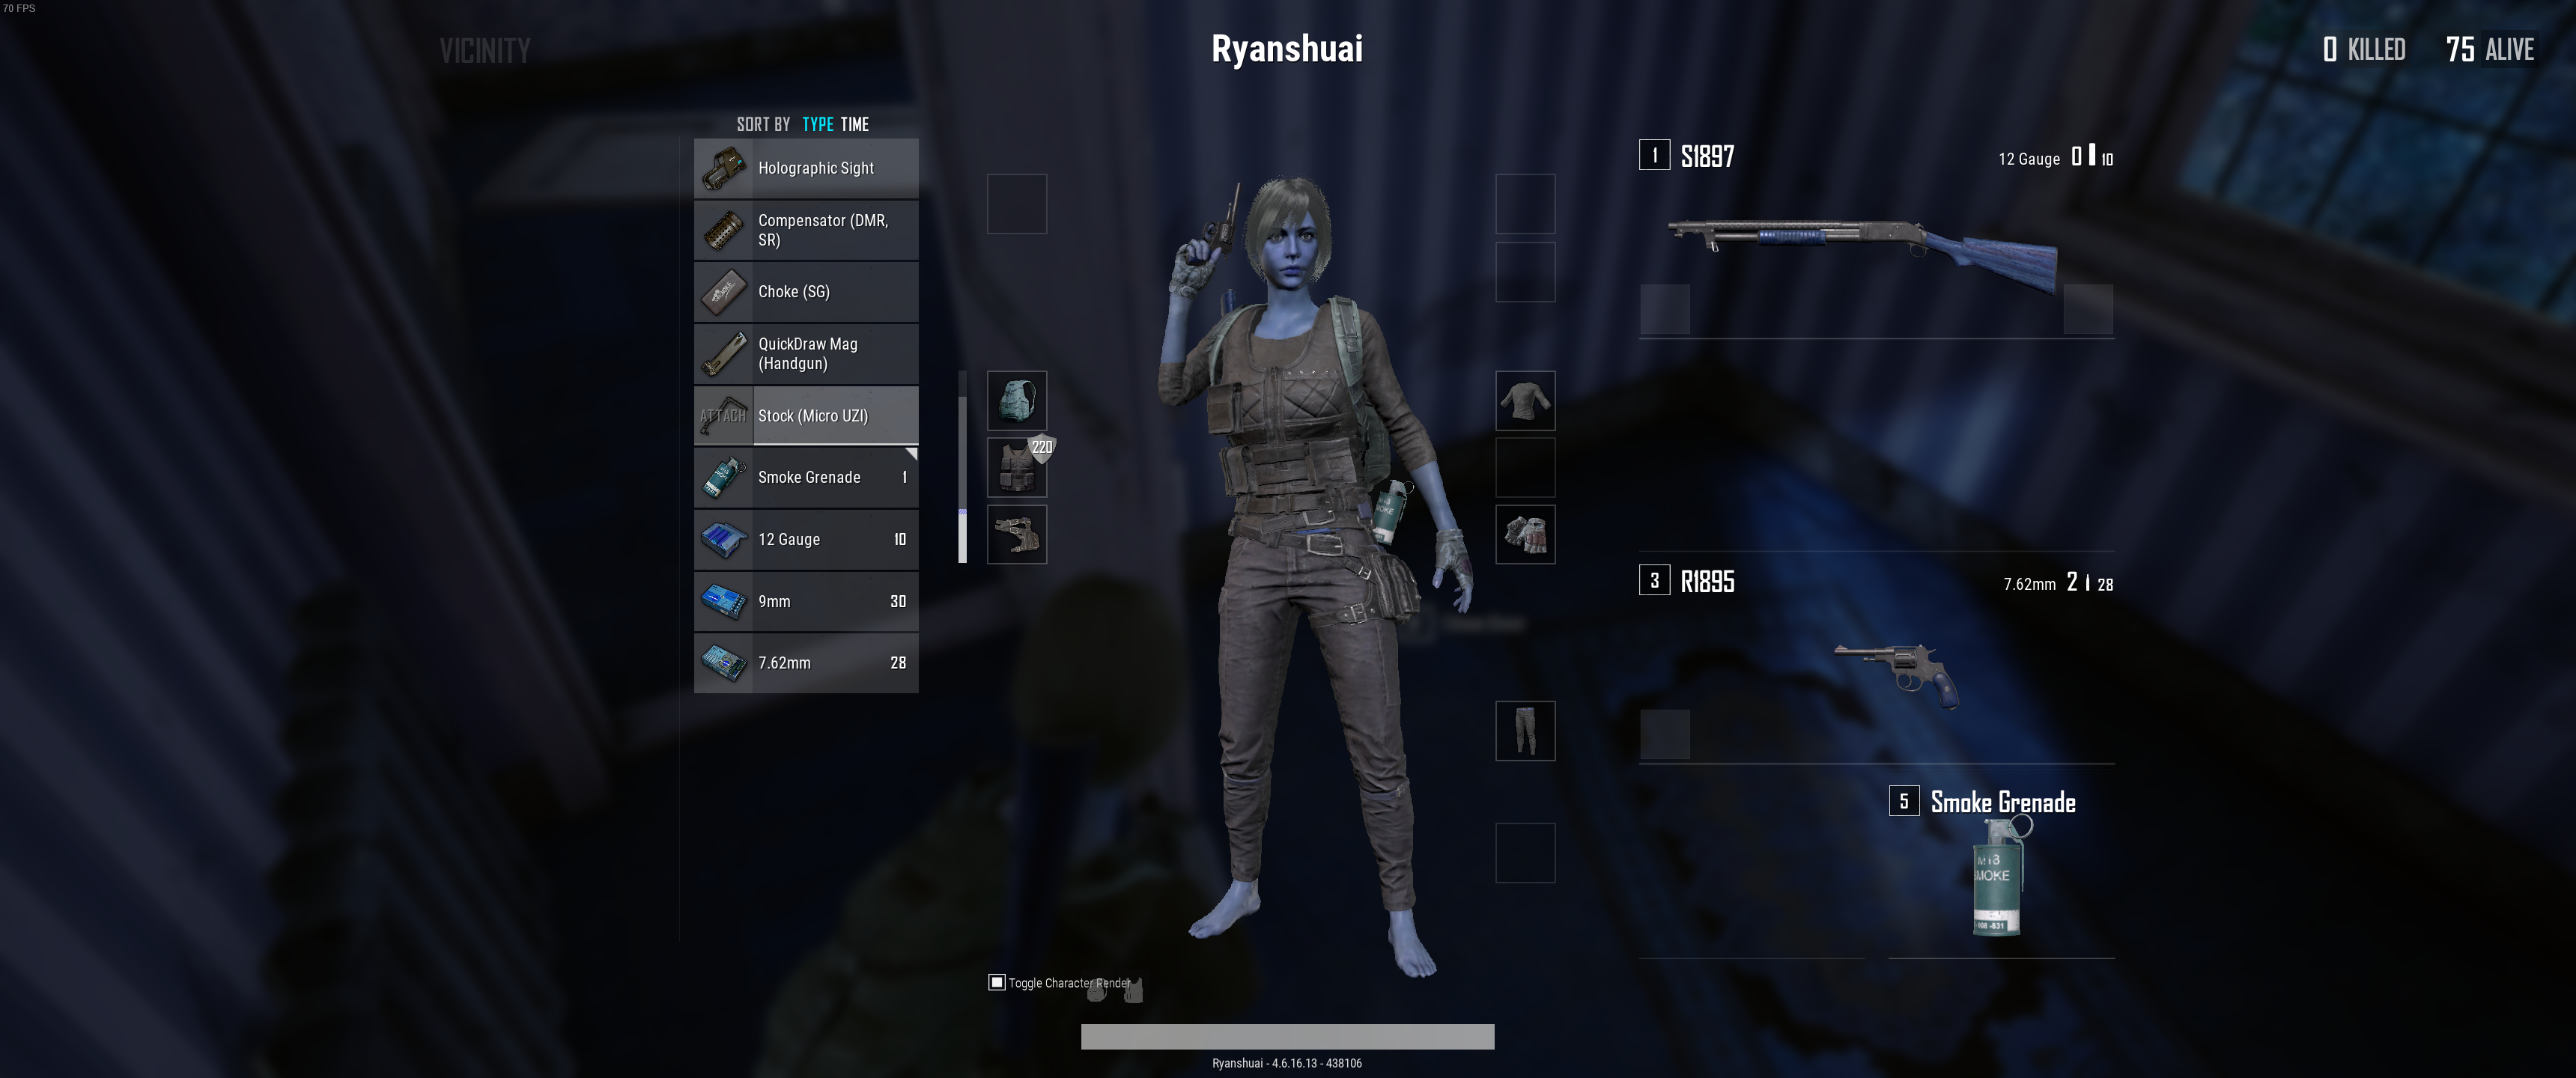 70 FPS
VICINITY
Ryanshuai
0 KILLED 75 ALIVE
SORT BY TYPE TIME
Holographic Sight
Compensator (DMR,
SR)
Choke (SG)
QuickDraw Mag
(Handgun)
ATTACH Stock (Micro UZI)
Smoke Grenade 1
12 Gauge 10
9mm 30
7.62mm 28
220
1 S1897 12 Gauge 0 10
3 R1895 7.62mm 2 28
5 Smoke Grenade
M18
SMOKE
Toggle Character Render
Ryanshuai - 4.6.16.13 - 438106